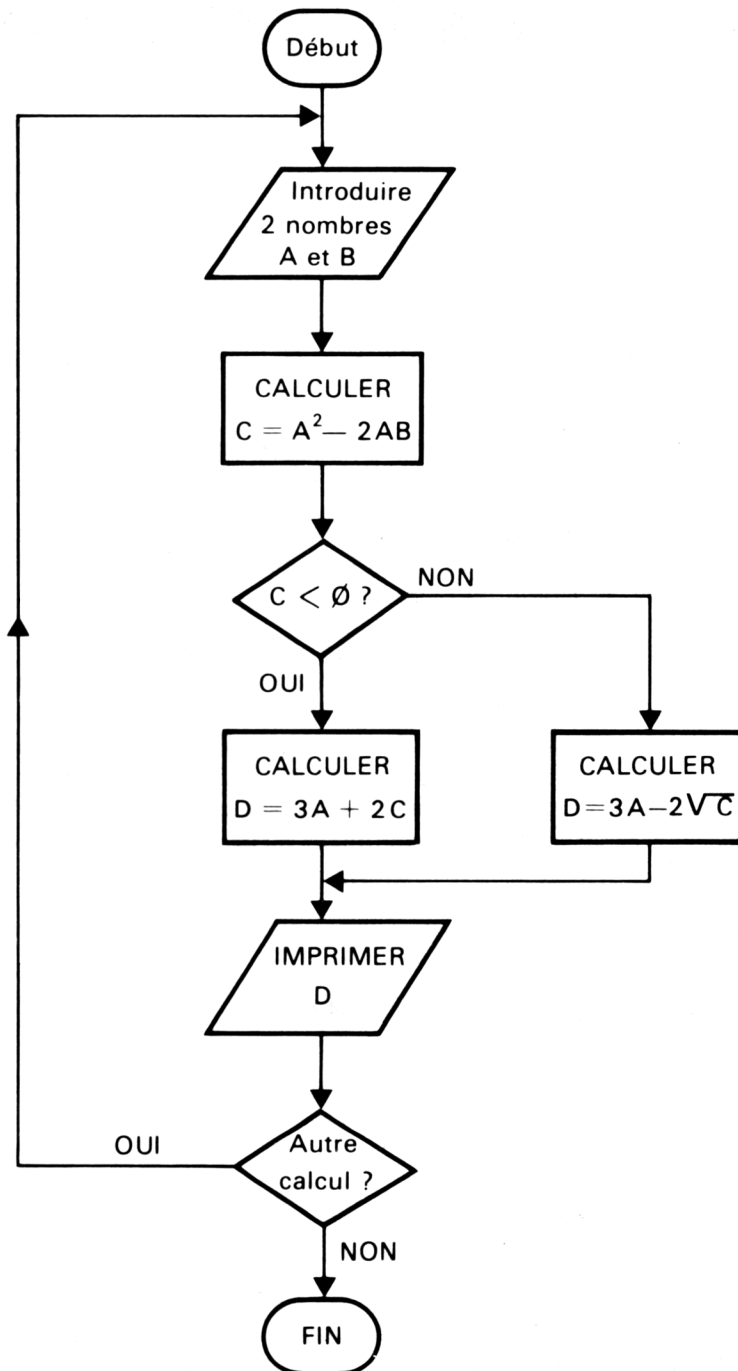 Début
Introduire
2 nombres
A et B
CALCULER
C = A² — 2AB
C < Ø ?
NON
OUI
CALCULER
D = 3A + 2C
CALCULER
D=3A—2√C
IMPRIMER
D
Autre
calcul ?
OUI
NON
FIN